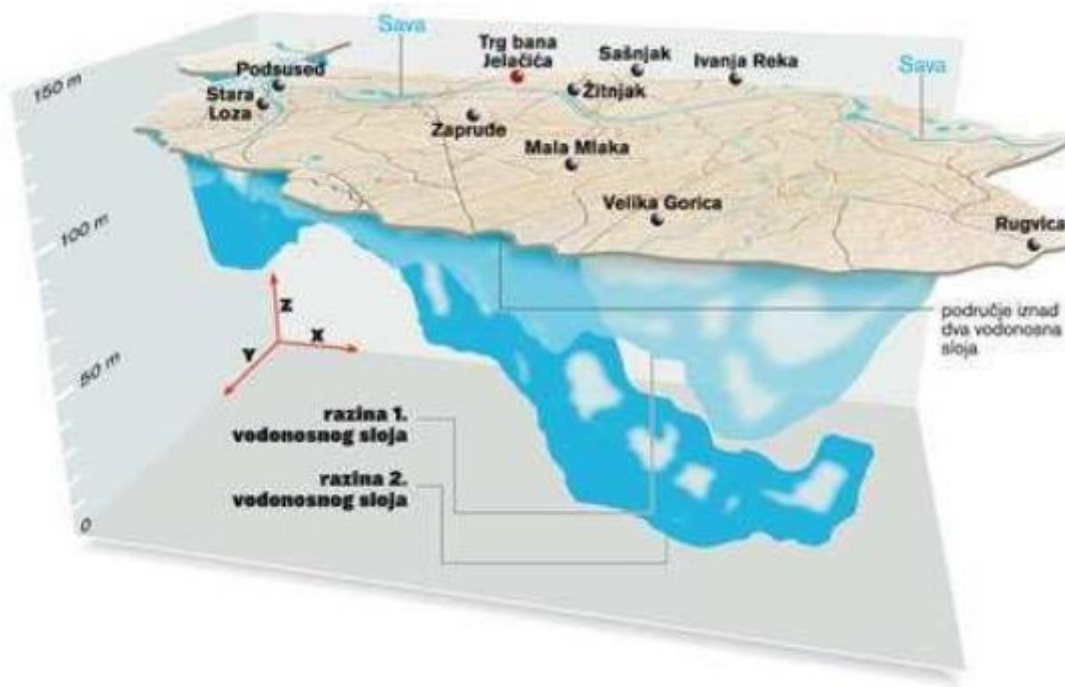 Sava
Trg bana
Jelačića
Sašnjak
Ivanja Reka
Sava
150 m
Podsused
Stara
Loza
Žitnjak
Zapruđe
Mala Mlaka
Velika Gorica
Rugvica
100 m
Z
X
Y
područje iznad
dva vodonosna
sloja
50 m
razina 1.
vodonosnog sloja
razina 2.
vodonosnog sloja
0